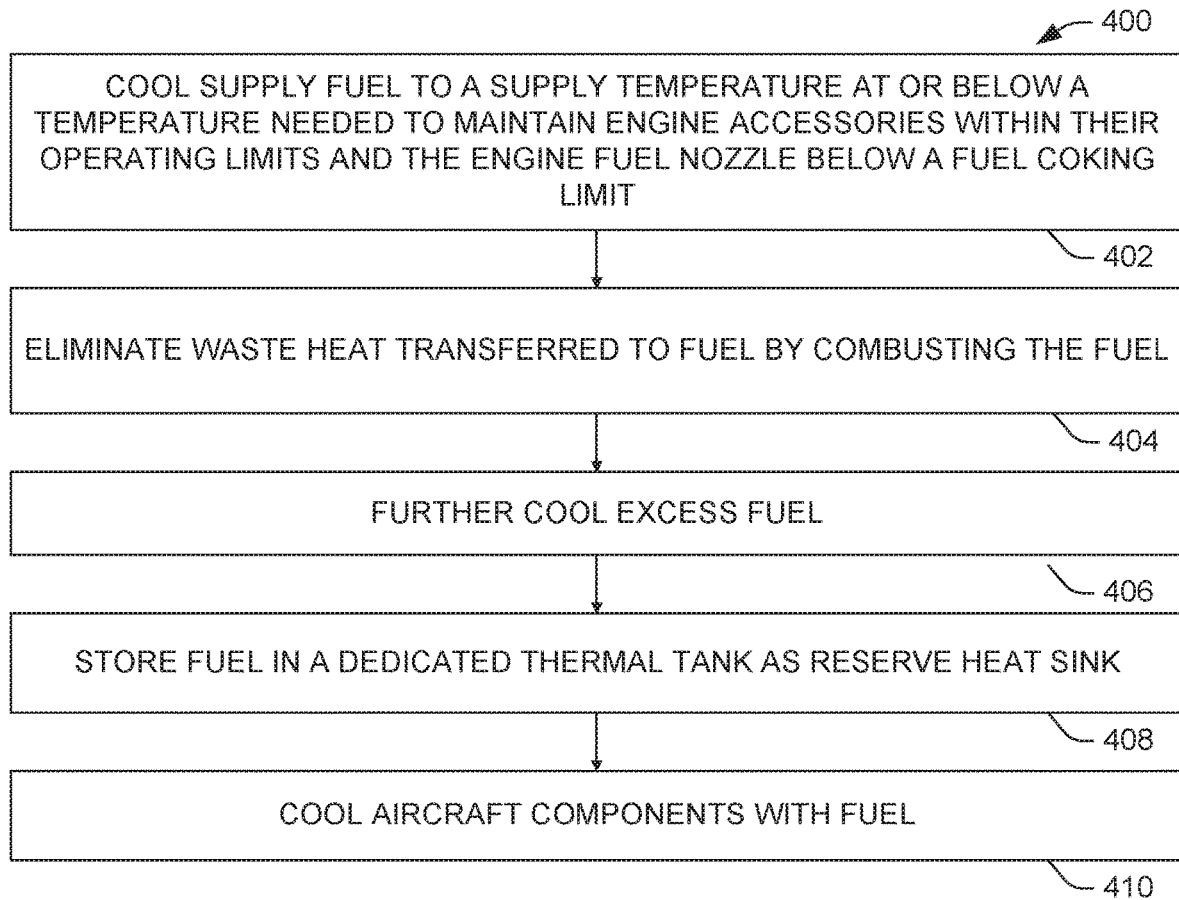 400
COOL SUPPLY FUEL TO A SUPPLY TEMPERATURE AT OR BELOW A
TEMPERATURE NEEDED TO MAINTAIN ENGINE ACCESSORIES WITHIN THEIR
OPERATING LIMITS AND THE ENGINE FUEL NOZZLE BELOW A FUEL COKING
LIMIT
402
ELIMINATE WASTE HEAT TRANSFERRED TO FUEL BY COMBUSTING THE FUEL
404
FURTHER COOL EXCESS FUEL
406
STORE FUEL IN A DEDICATED THERMAL TANK AS RESERVE HEAT SINK
408
COOL AIRCRAFT COMPONENTS WITH FUEL
410